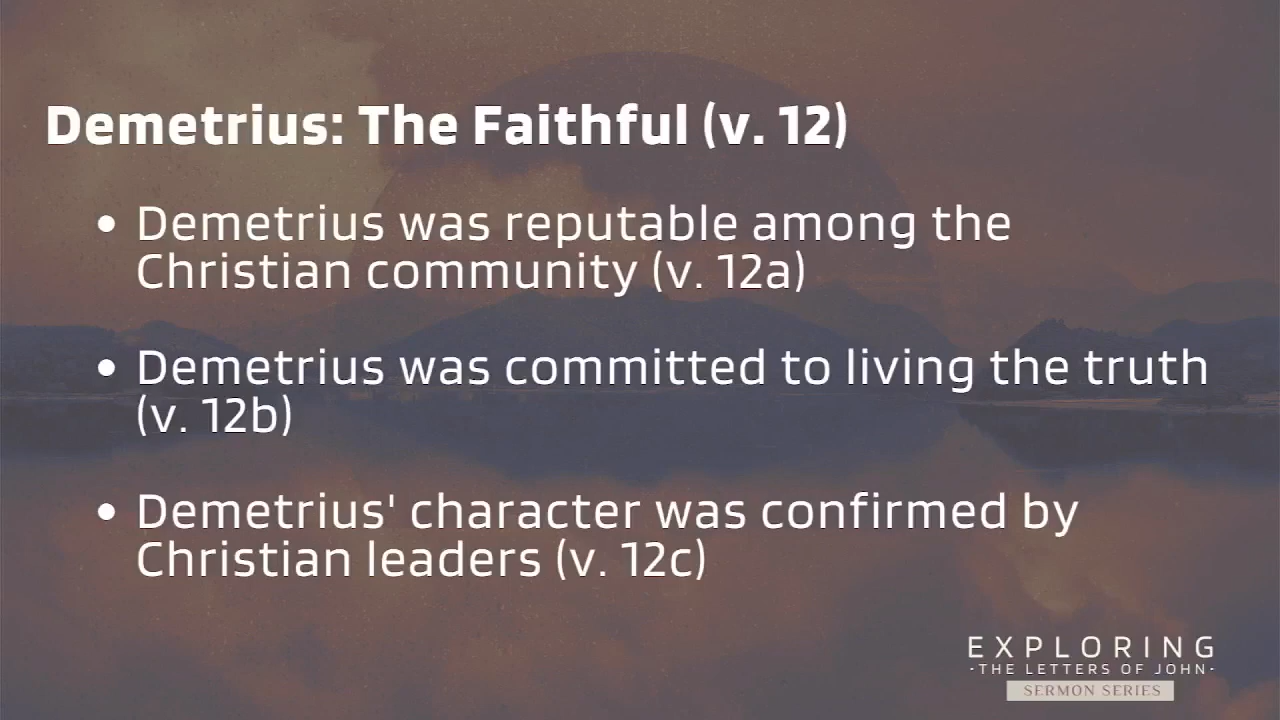 Demetrius: The Faithful (v. 12)
• Demetrius was reputable among the
Christian community (v. 12a)
• Demetrius was committed to living the truth
(v. 12b)
• Demetrius' character was confirmed by
Christian leaders (v. 12c)
EXPLORING
·THE LETTERS OF JOHN·
SERMON SERIES